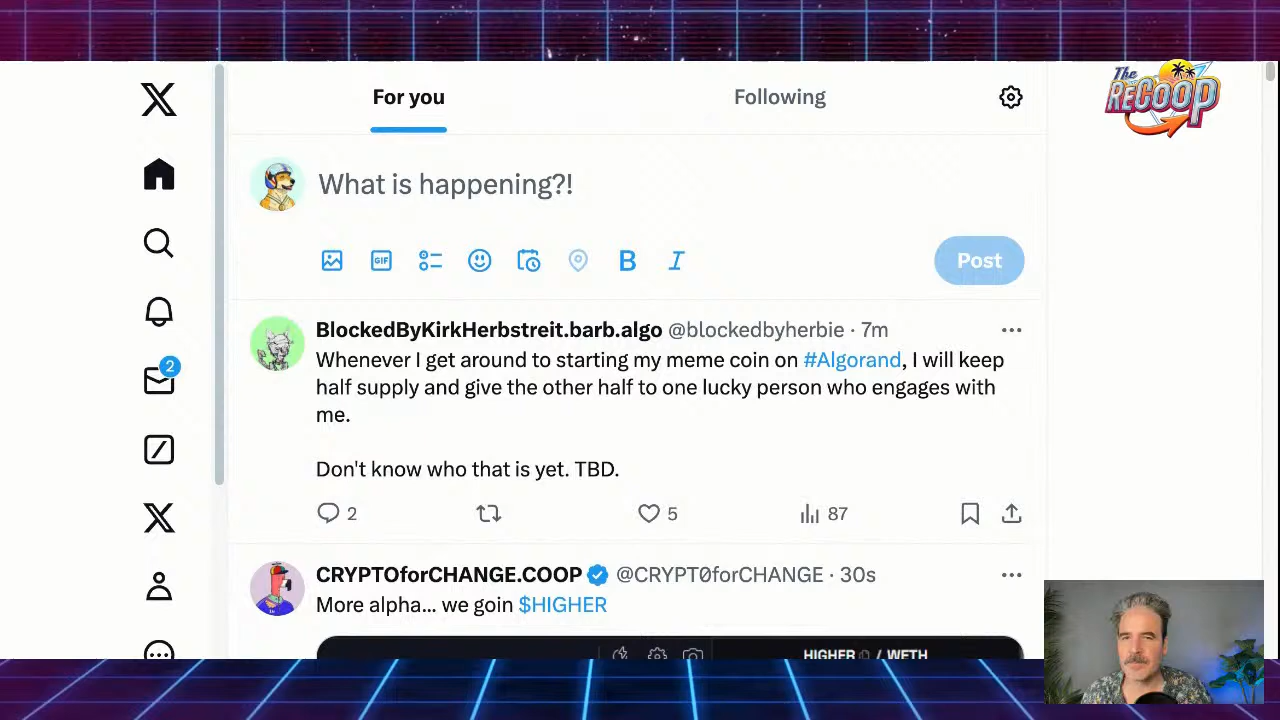 For you
Following
The
RECOOP
What is happening?!
GIF
B
I
Post
BlockedByKirkHerbstreit.barb.algo @blockedbyherbie · 7m
Whenever I get around to starting my meme coin on #Algorand, I will keep
half supply and give the other half to one lucky person who engages with
me.
Don't know who that is yet. TBD.
2
5
87
2
CRYPTOforCHANGE.COOP @CRYPT0forCHANGE · 30s
More alpha... we goin $HIGHER
HIGHER / WETH